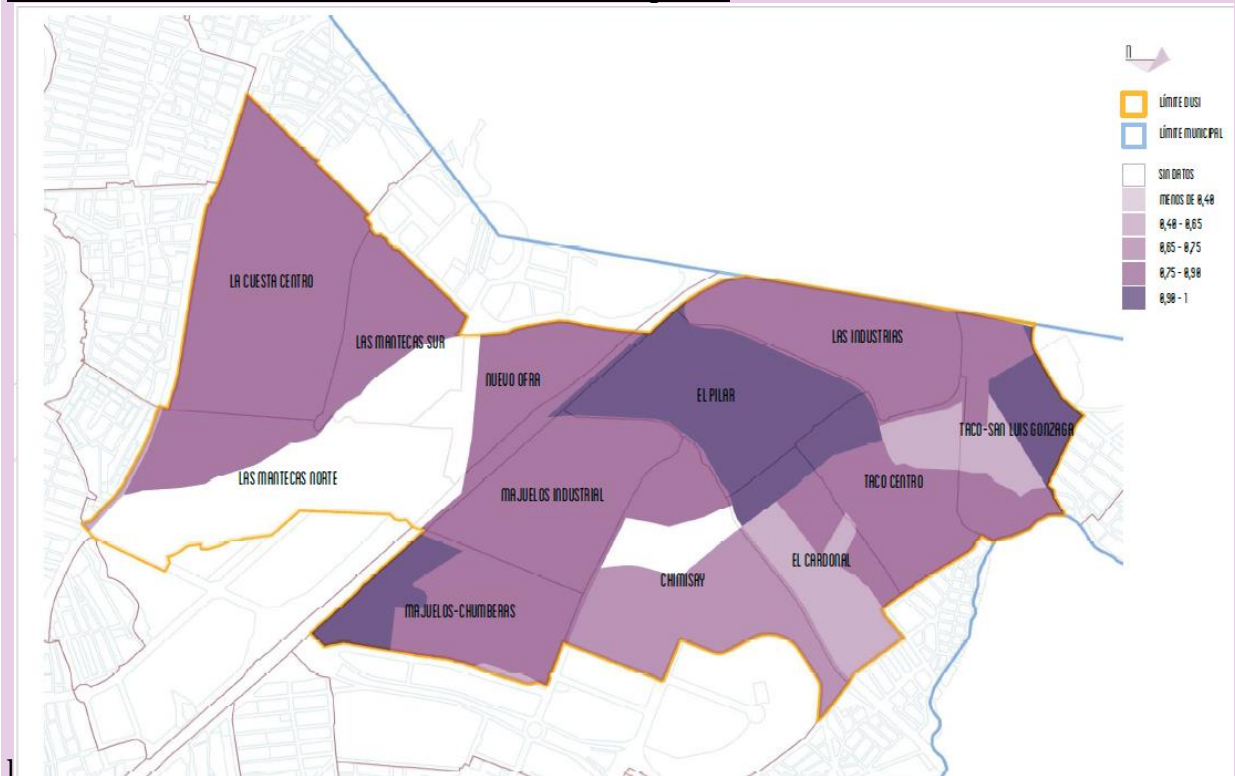 N
LÍMITE DUSI
LÍMITE MUNICIPAL
SIN DATOS
MENOS DE 0,40
0,40 - 0,65
0,65 - 0,75
0,75 - 0,90
0,90 - 1
LA CUESTA CENTRO
LAS MANTECAS SUR
LAS INDUSTRIAS
NUEVO OFRA
EL PILAR
TACO-SAN LUIS GONZAGA
LAS MANTECAS NORTE
TACO CENTRO
MAJUELOS INDUSTRIAL
EL CARDONAL
CHIMISAY
MAJUELOS-CHUMBERAS
]